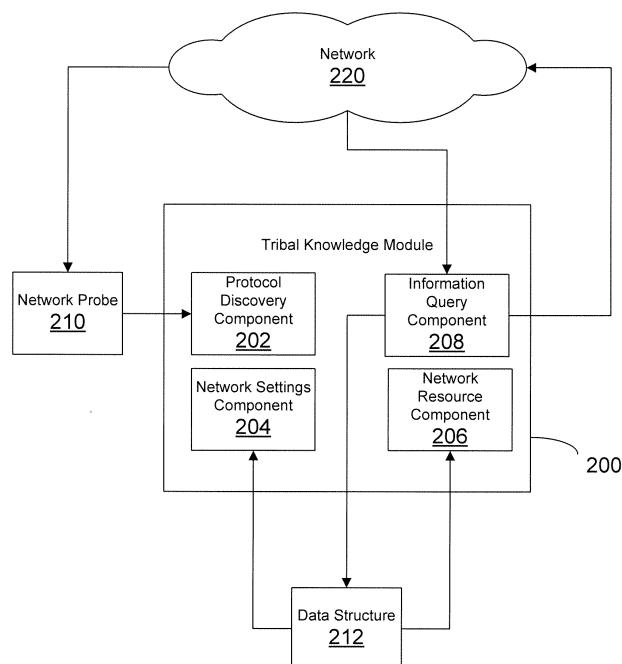 Network
220
Tribal Knowledge Module
Network Probe
210
Protocol
Discovery
Component
202
Information
Query
Component
208
Network Settings
Component
204
Network
Resource
Component
206
200
Data Structure
212